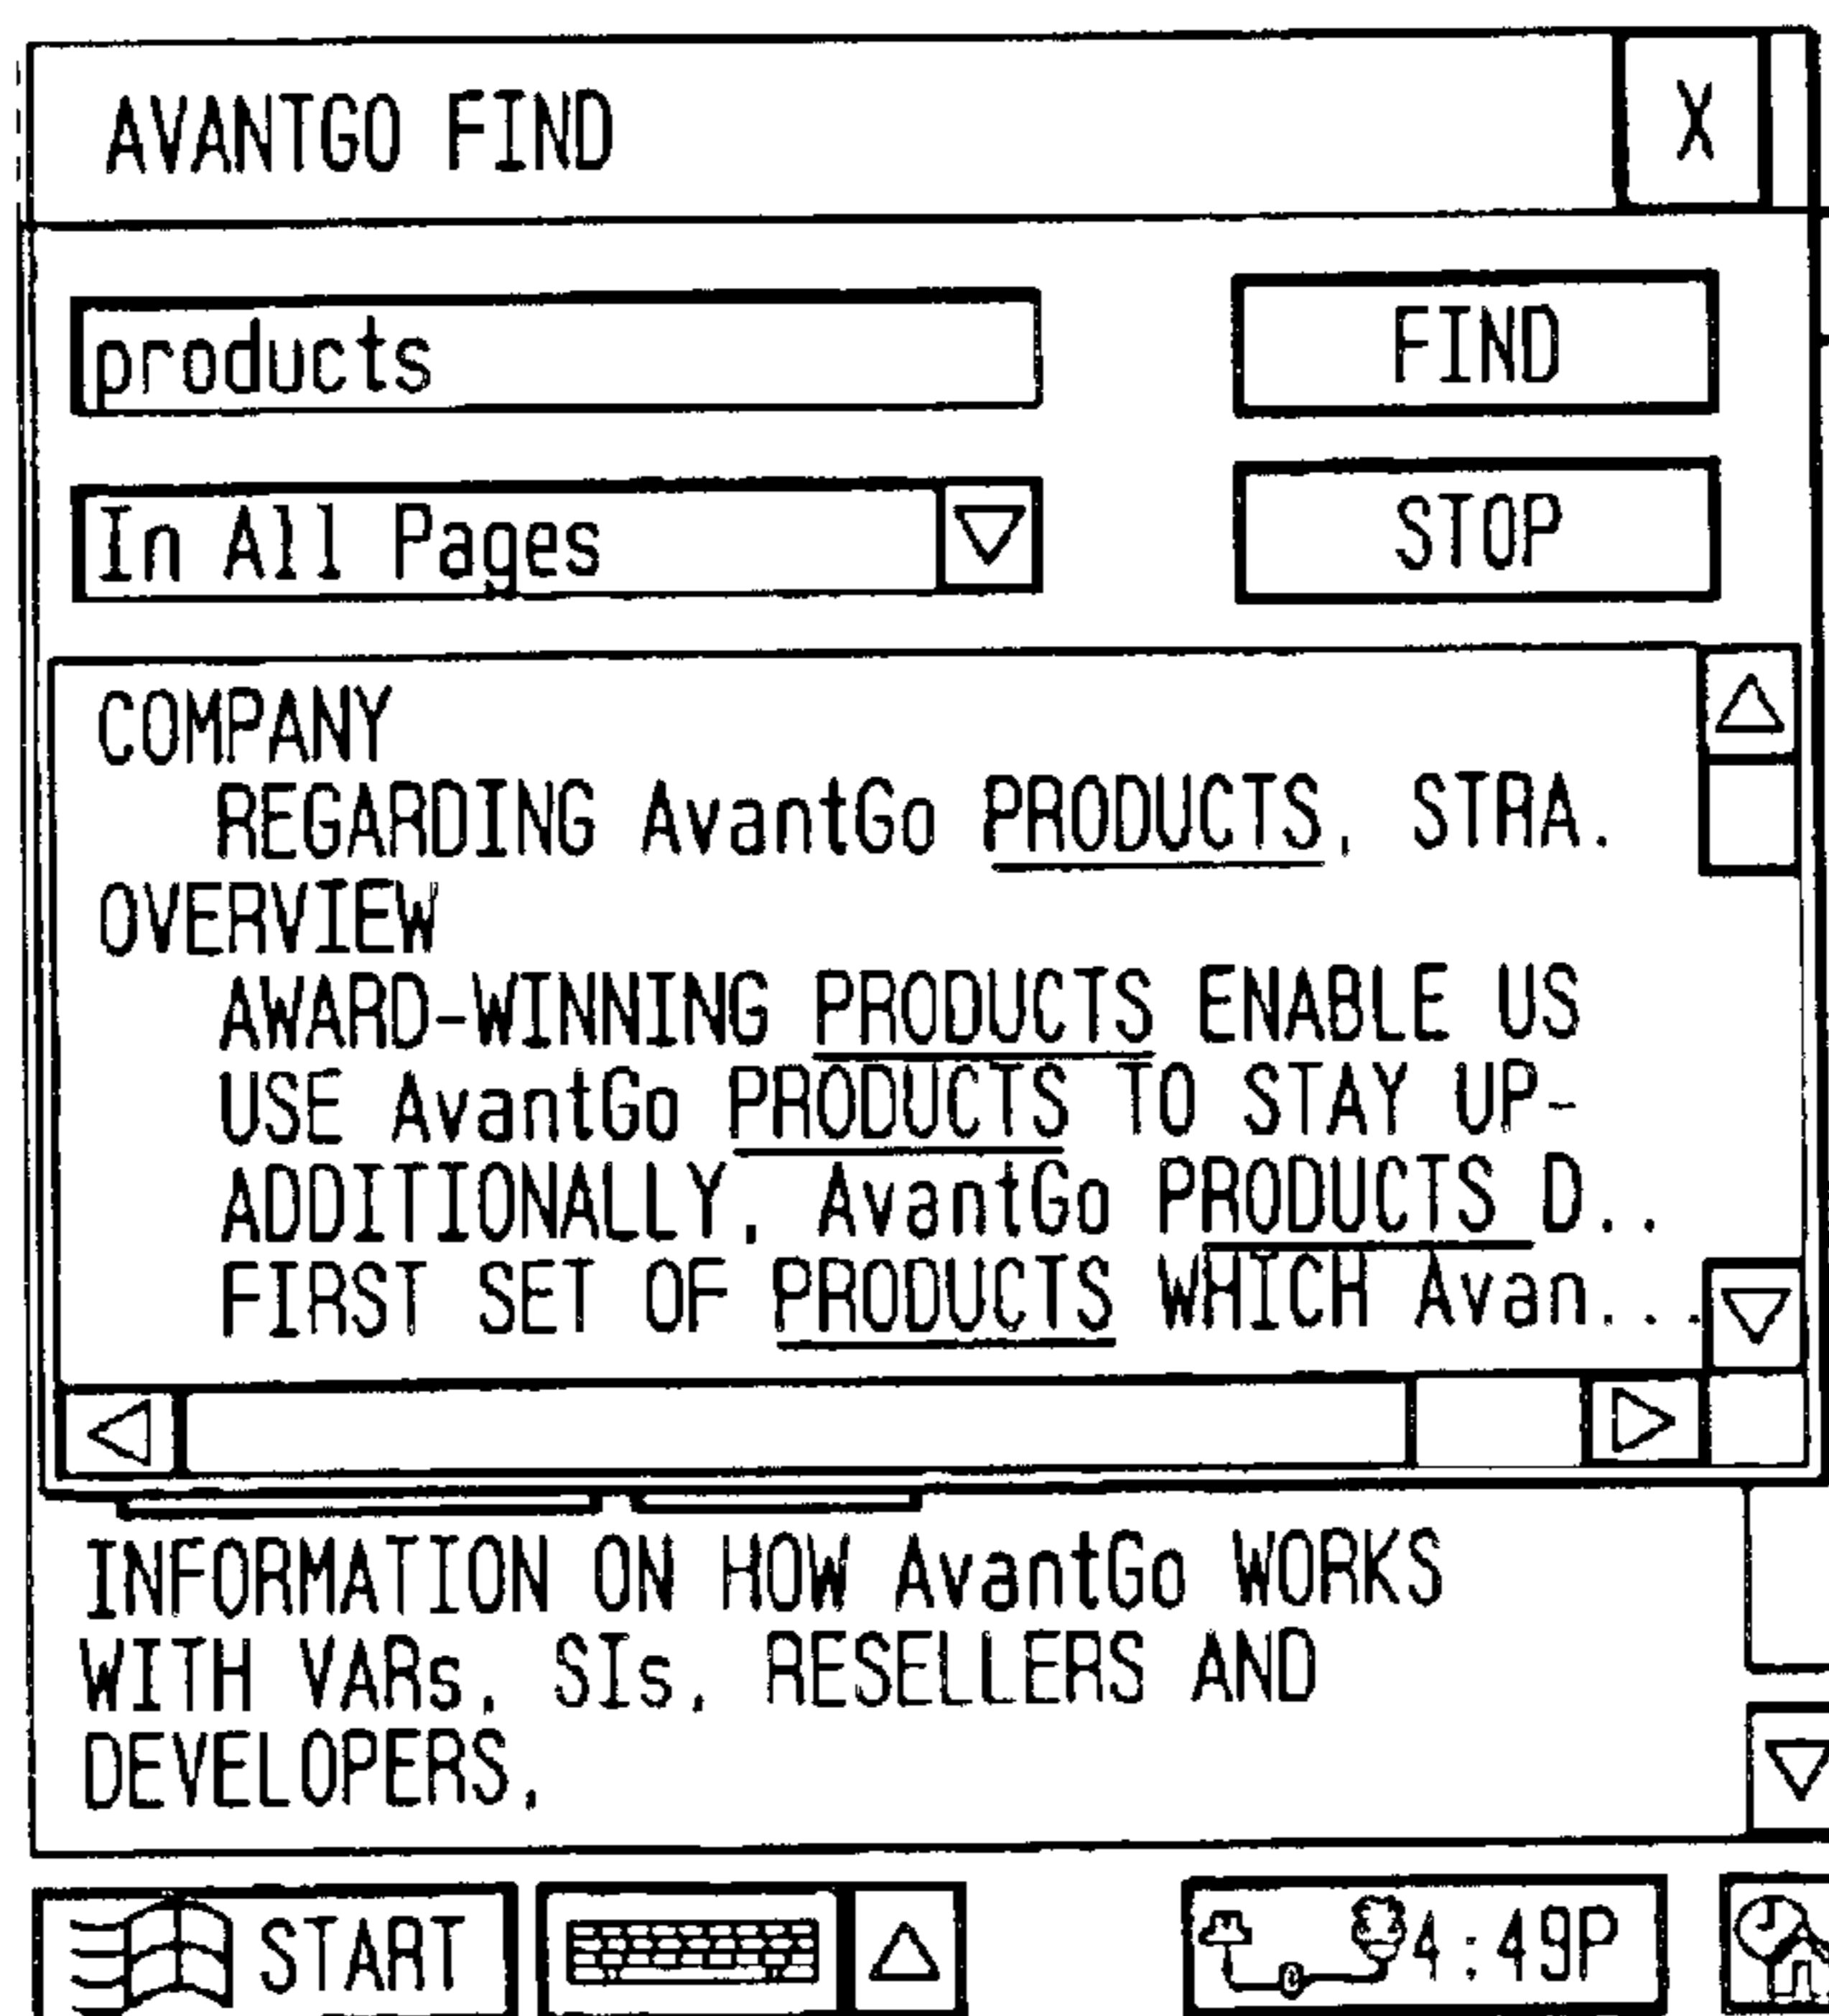 AVANTGO FIND X
products FIND
In All Pages STOP
COMPANY
REGARDING AvantGo PRODUCTS, STRA.
OVERVIEW
AWARD-WINNING PRODUCTS ENABLE US
USE AvantGo PRODUCTS TO STAY UP-
ADDITIONALLY, AvantGo PRODUCTS D..
FIRST SET OF PRODUCTS WHICH Avan...
INFORMATION ON HOW AvantGo WORKS
WITH VARs, SIs, RESELLERS AND
DEVELOPERS.
START 4:49P